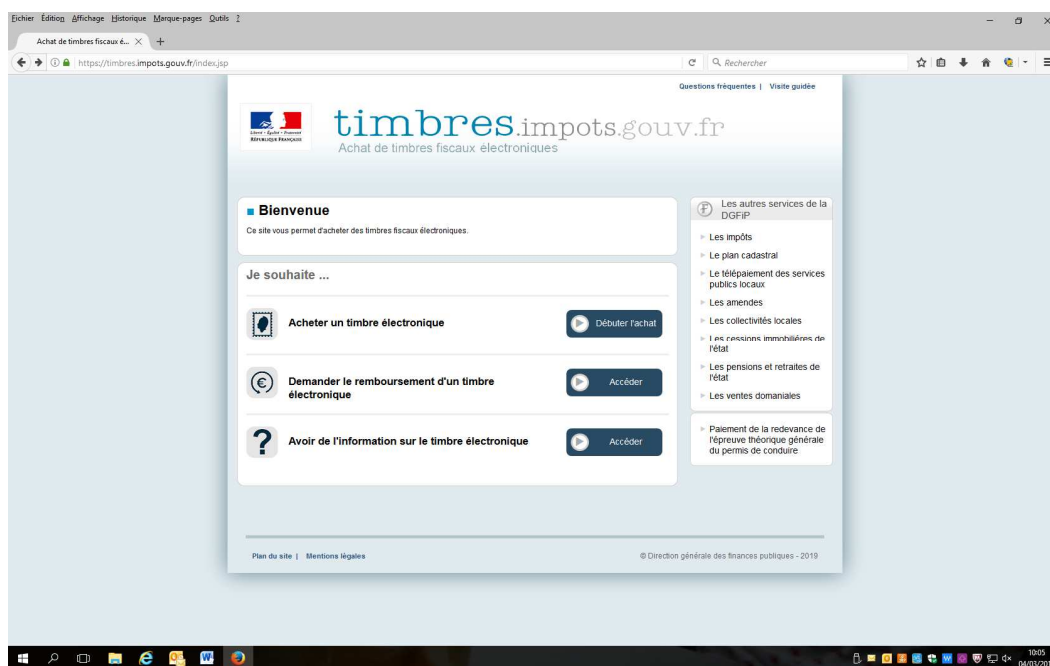 Eichier Édition Affichage Historique Marque-pages Outils ?
Achat de timbres fiscaux é...
https://timbres.impots.gouv.fr/index.jsp
Rechercher
Questions fréquentes | Visite guidée
Liberté • Égalité • Fraternité
RÉPUBLIQUE FRANÇAISE
timbres.impots.gouv.fr
Achat de timbres fiscaux électroniques
Bienvenue
Ce site vous permet d'acheter des timbres fiscaux électroniques.
Je souhaite ...
Acheter un timbre électronique
Débuter l'achat
Demander le remboursement d'un timbre
électronique
Accéder
Avoir de l'information sur le timbre électronique
Accéder
Les autres services de la
DGFiP
Les impôts
Le plan cadastral
Le télépaiement des services
publics locaux
Les amendes
Les collectivités locales
Les cessions immobilières de
l'état
Les pensions et retraites de
l'état
Les ventes domaniales
Paiement de la redevance de
l'épreuve théorique générale
du permis de conduire
Plan du site | Mentions légales
© Direction générale des finances publiques - 2019
10:05